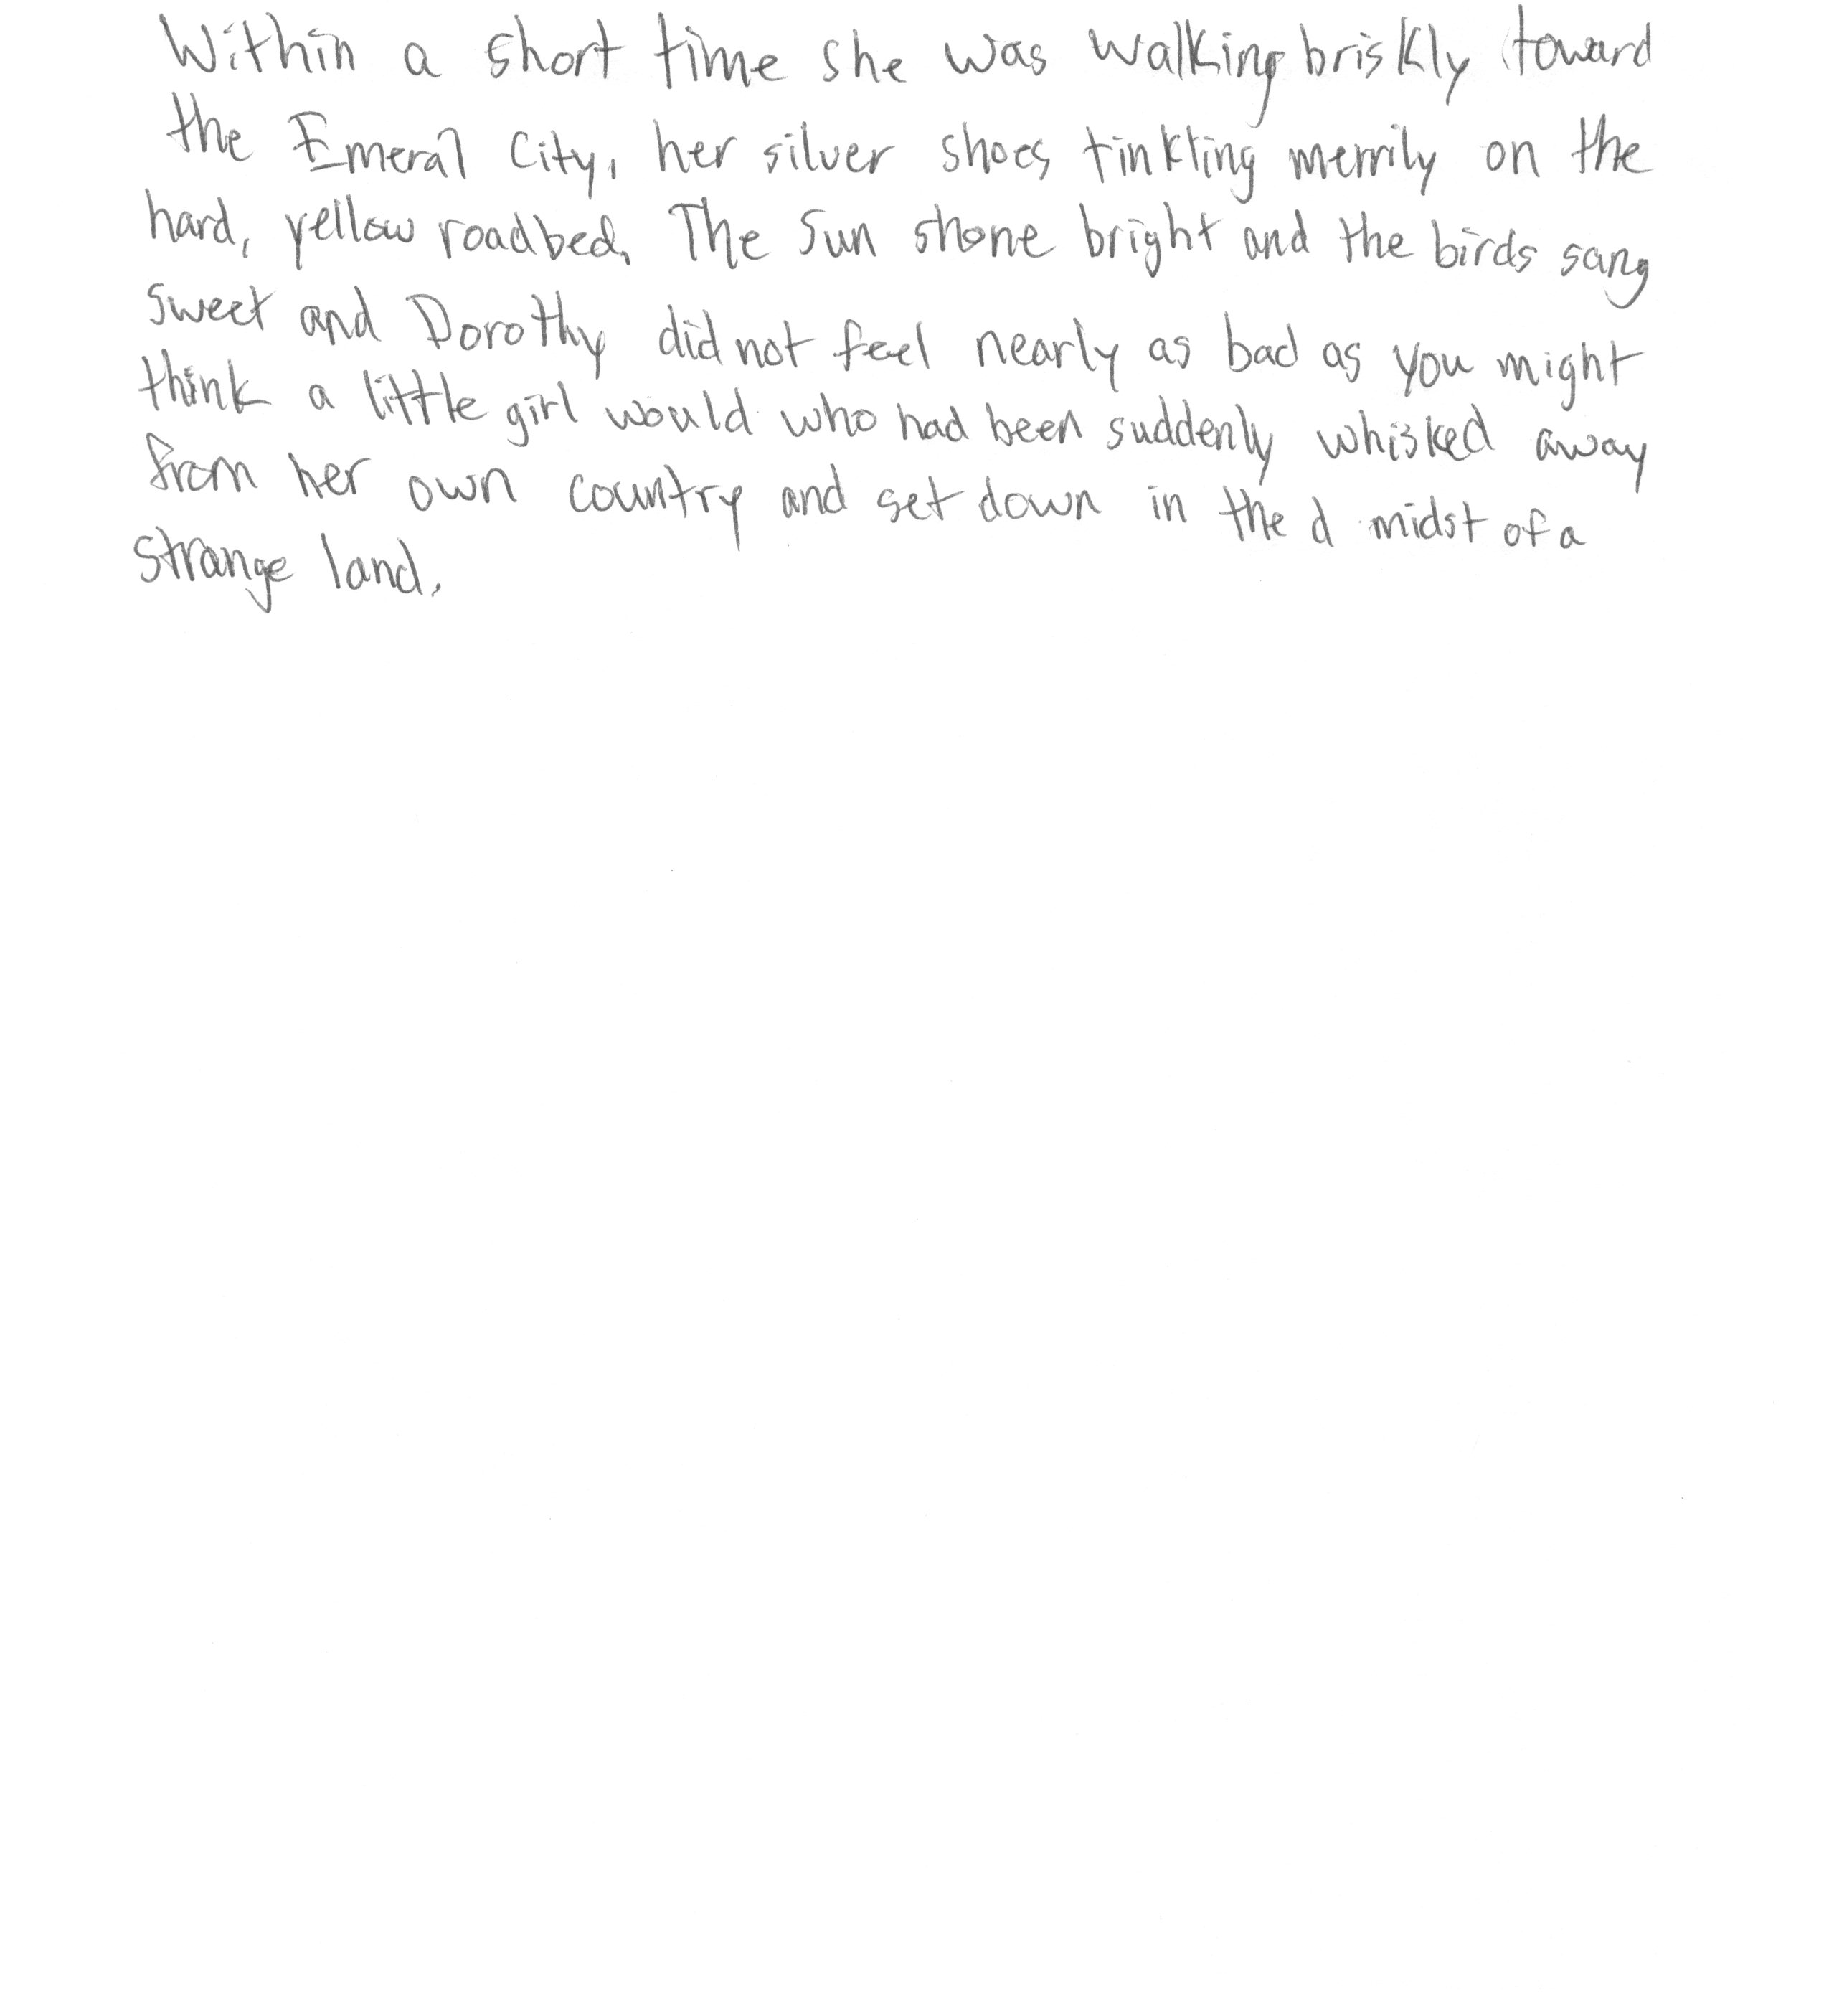 Within a short time she was walking briskly toward
the Emeral City, her silver shoes tinkling merrily on the
hard, yellow roadbed. The Sun shone bright and the birds sang
sweet and Dorothy did not feel nearly as bad as you might
think a little girl would who had been suddenly whisked away
from her own country and set down in the d midst of a
strange land.